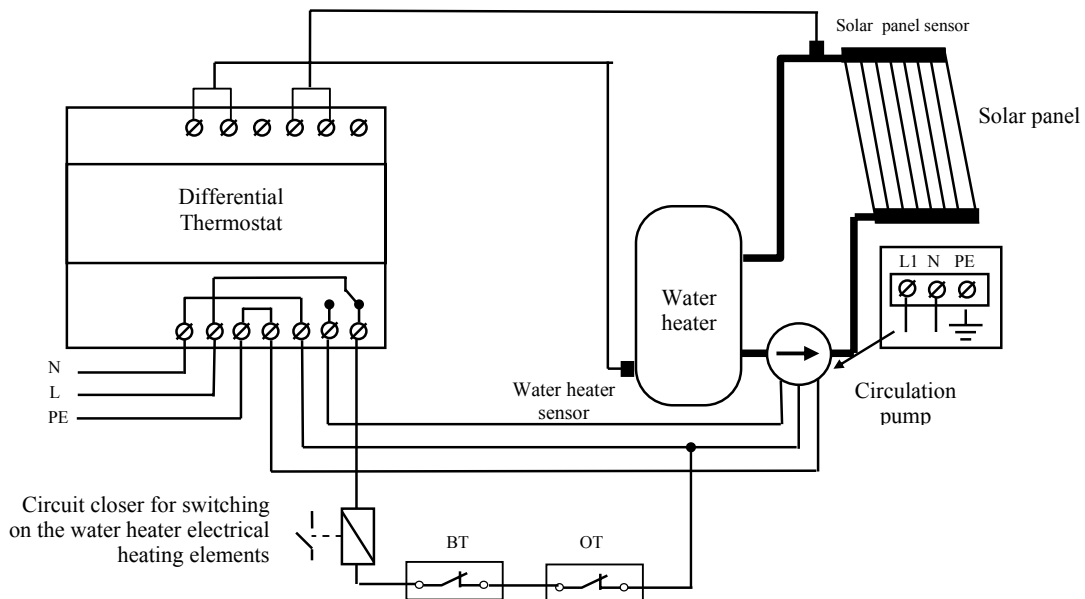 Solar panel sensor
Solar panel
Differential
Thermostat
L1 N PE
Water
heater
N
L
PE
Water heater
sensor
Circulation
pump
Circuit closer for switching
on the water heater electrical
heating elements
BT
OT